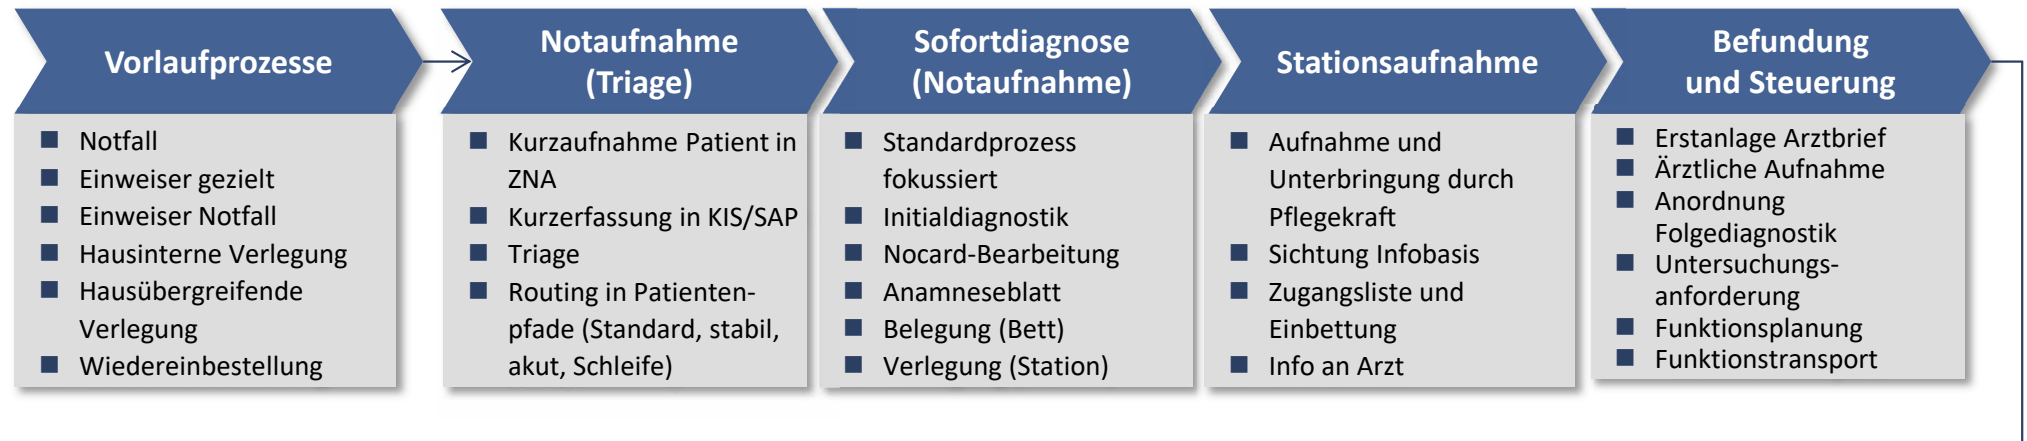 Vorlaufprozesse
Notfall
Einweiser gezielt
Einweiser Notfall
Hausinterne Verlegung
Hausübergreifende
Verlegung
Wiedereinbestellung
Notaufnahme
(Triage)
Kurzaufnahme Patient in
ZNA
Kurzerfassung in KIS/SAP
Triage
Routing in Patienten-
pfade (Standard, stabil,
akut, Schleife)
Sofortdiagnose
(Notaufnahme)
Standardprozess
fokussiert
Initialdiagnostik
Nocard-Bearbeitung
Anamneseblatt
Belegung (Bett)
Verlegung (Station)
Stationsaufnahme
Aufnahme und
Unterbringung durch
Pflegekraft
Sichtung Infobasis
Zugangsliste und
Einbettung
Info an Arzt
Befundung
und Steuerung
Erstanlage Arztbrief
Ärztliche Aufnahme
Anordnung
Folgediagnostik
Untersuchungs-
anforderung
Funktionsplanung
Funktionstransport